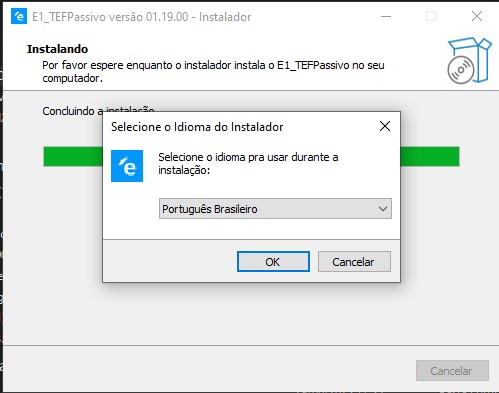 E1_TEFPassivo versão 01.19.00 - Instalador
Instalando
Por favor espere enquanto o instalador instala o E1_TEFPassivo no seu
computador.
Concluindo a instalação
Selecione o Idioma do Instalador
Selecione o idioma pra usar durante a
instalação:
Português Brasileiro
OK
Cancelar
Cancelar